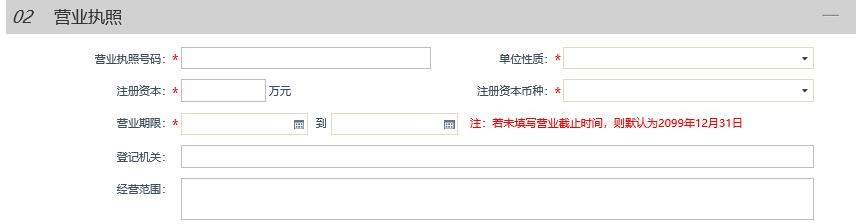 02 营业执照
营业执照号码：* 单位性质：*
注册资本：* 万元 注册资本币种：*
营业期限：* 到 注：若未填写营业截止时间，则默认为2099年12月31日
登记机关：
经营范围：